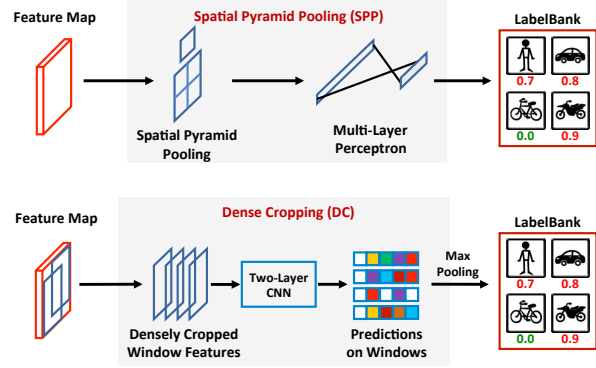 Spatial Pyramid Pooling (SPP)
Feature Map
LabelBank
0.7 0.8
0.0 0.9
Spatial Pyramid
Pooling
Multi-Layer
Perceptron
Dense Cropping (DC)
Feature Map
LabelBank
Two-Layer
CNN
Max
Pooling
0.7 0.8
0.0 0.9
Densely Cropped
Window Features
Predictions
on Windows